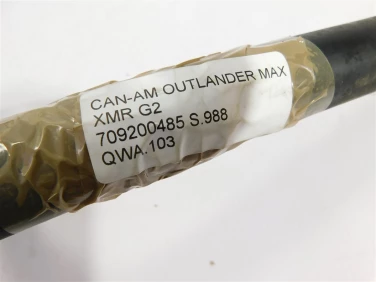 CAN-AM OUTLANDER MAX
XMR G2
709200485 S.988
QWA.103